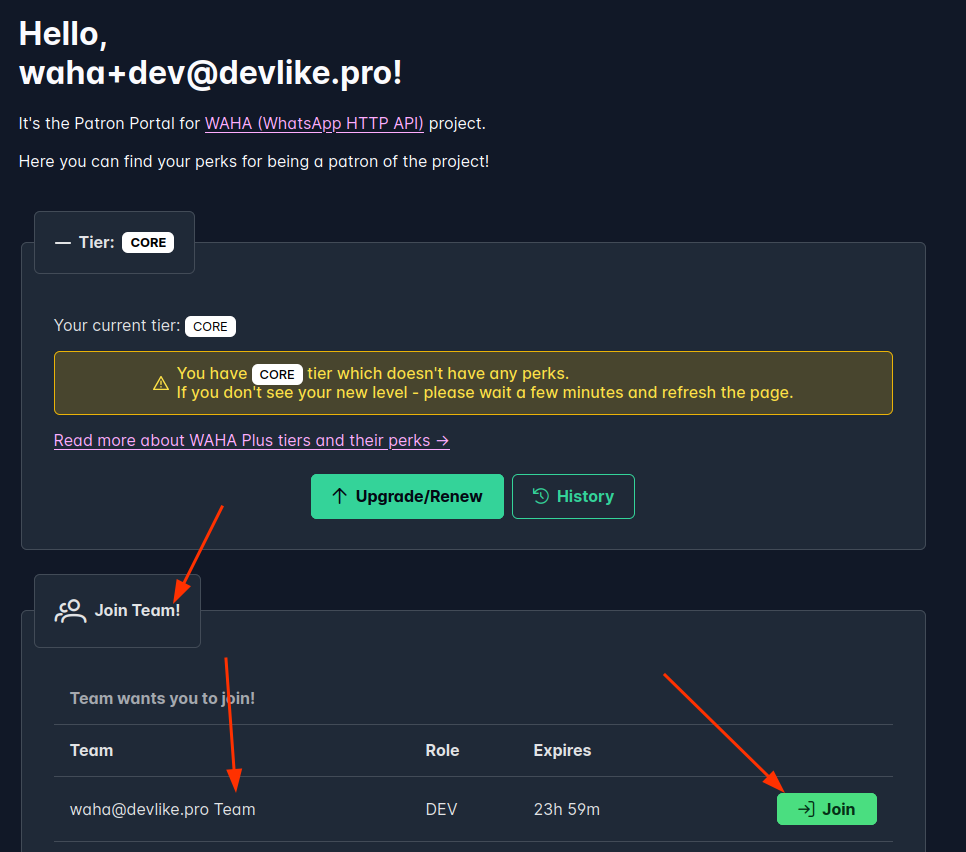 Hello,
waha+dev@devlike.pro!
It's the Patron Portal for WAHA (WhatsApp HTTP API) project.
Here you can find your perks for being a patron of the project!
— Tier: CORE
Your current tier: CORE
You have CORE tier which doesn't have any perks.
If you don't see your new level - please wait a few minutes and refresh the page.
Read more about WAHA Plus tiers and their perks →
↑ Upgrade/Renew History
Join Team!
Team wants you to join!
Team Role Expires
waha@devlike.pro Team DEV 23h 59m Join